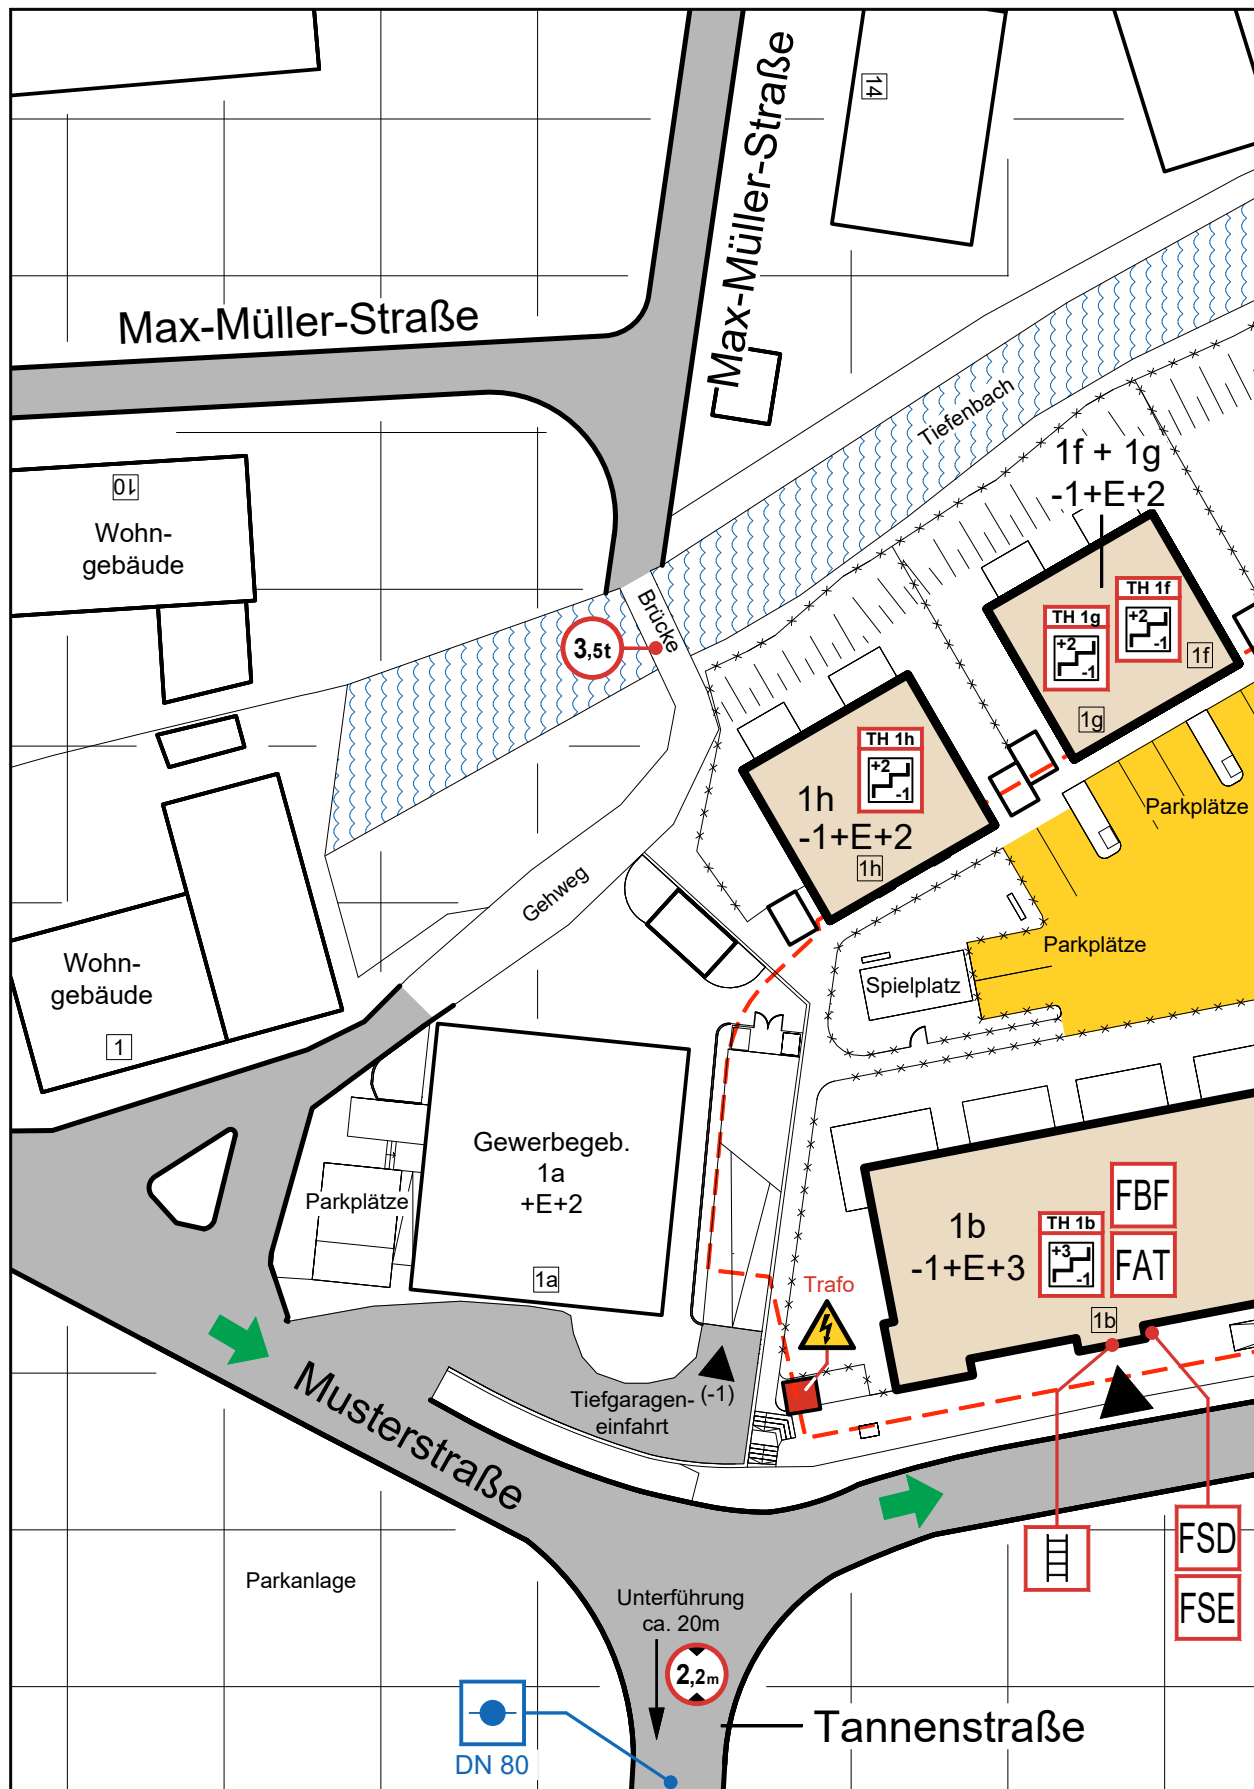 Max-Müller-Straße
14
Max-Müller-Straße
Tiefenbach
1f + 1g
-1+E+2
10
Wohn-
gebäude
Brücke
3,5t
TH 1f
+2
-1
TH 1g
+2
-1
1f
1g
TH 1h
+2
-1
1h
-1+E+2
1h
Parkplätze
Gehweg
Parkplätze
Wohn-
gebäude
1
Spielplatz
Gewerbegeb.
1a
+E+2
Parkplätze
1a
FBF
TH 1b
+3
-1
FAT
1b
-1+E+3
1b
Trafo
Musterstraße
Tiefgaragen-
einfahrt
(-1)
FSD
FSE
Parkanlage
Unterführung
ca. 20m
2,2m
Tannenstraße
DN 80